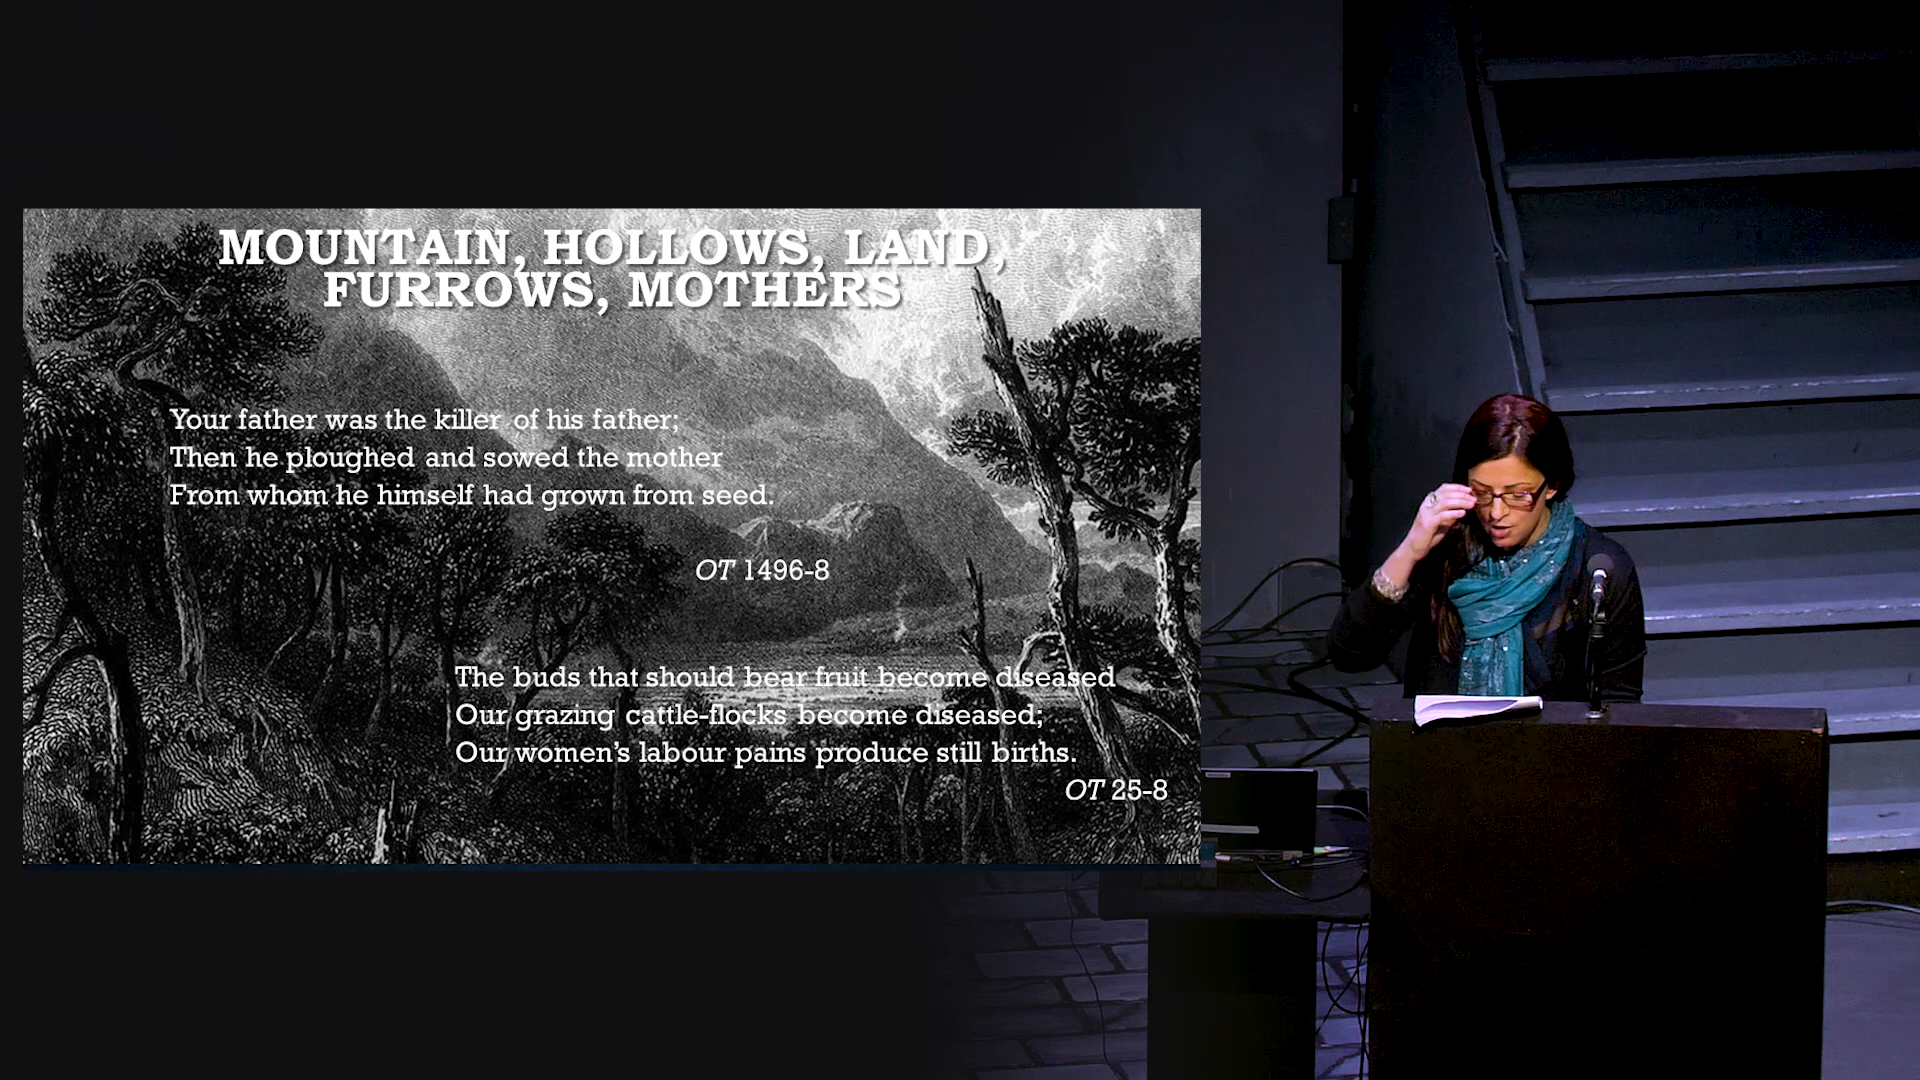 MOUNTAIN, HOLLOWS, LAND,
FURROWS, MOTHERS
Your father was the killer of his father;
Then he ploughed and sowed the mother
From whom he himself had grown from seed.
OT 1496-8
The buds that should bear fruit become diseased
Our grazing cattle-flocks become diseased;
Our women's labour pains produce still births.
OT 25-8